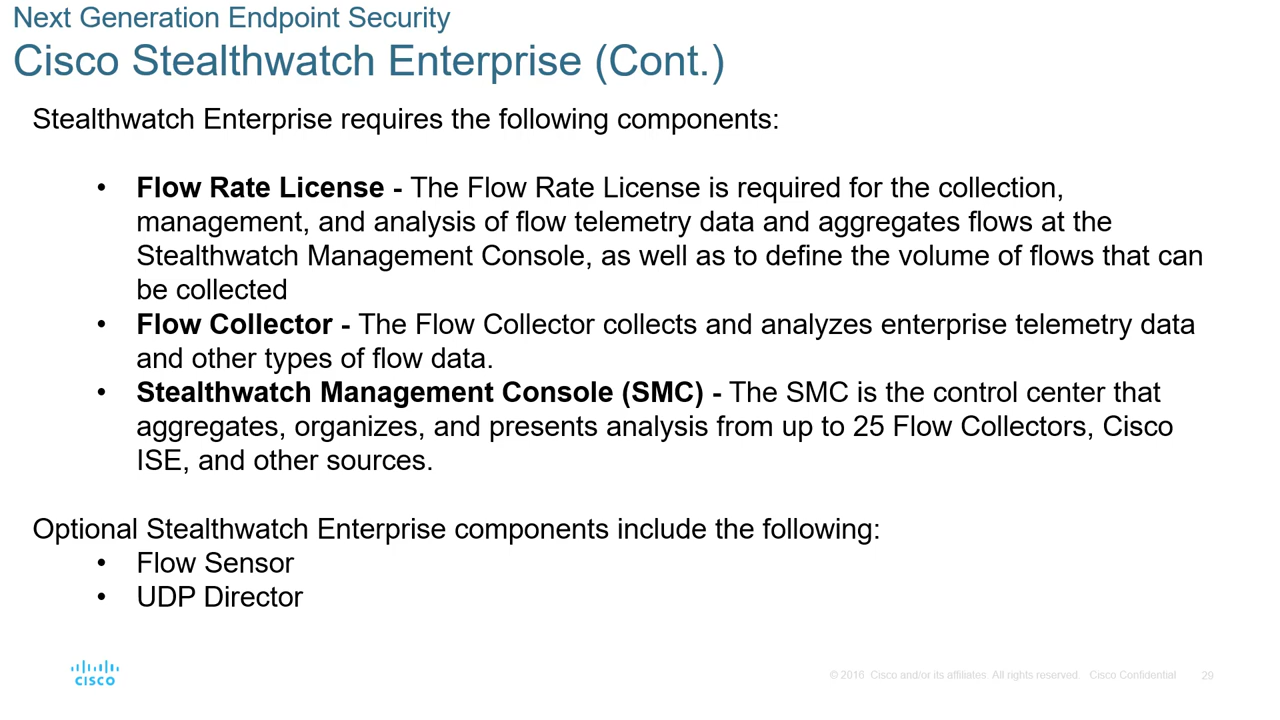 Next Generation Endpoint Security
Cisco Stealthwatch Enterprise (Cont.)
Stealthwatch Enterprise requires the following components:
• Flow Rate License - The Flow Rate License is required for the collection,
management, and analysis of flow telemetry data and aggregates flows at the
Stealthwatch Management Console, as well as to define the volume of flows that can
be collected
• Flow Collector - The Flow Collector collects and analyzes enterprise telemetry data
and other types of flow data.
• Stealthwatch Management Console (SMC) - The SMC is the control center that
aggregates, organizes, and presents analysis from up to 25 Flow Collectors, Cisco
ISE, and other sources.
Optional Stealthwatch Enterprise components include the following:
• Flow Sensor
• UDP Director
CISCO
© 2016 Cisco and/or its affiliates. All rights reserved. Cisco Confidential 29